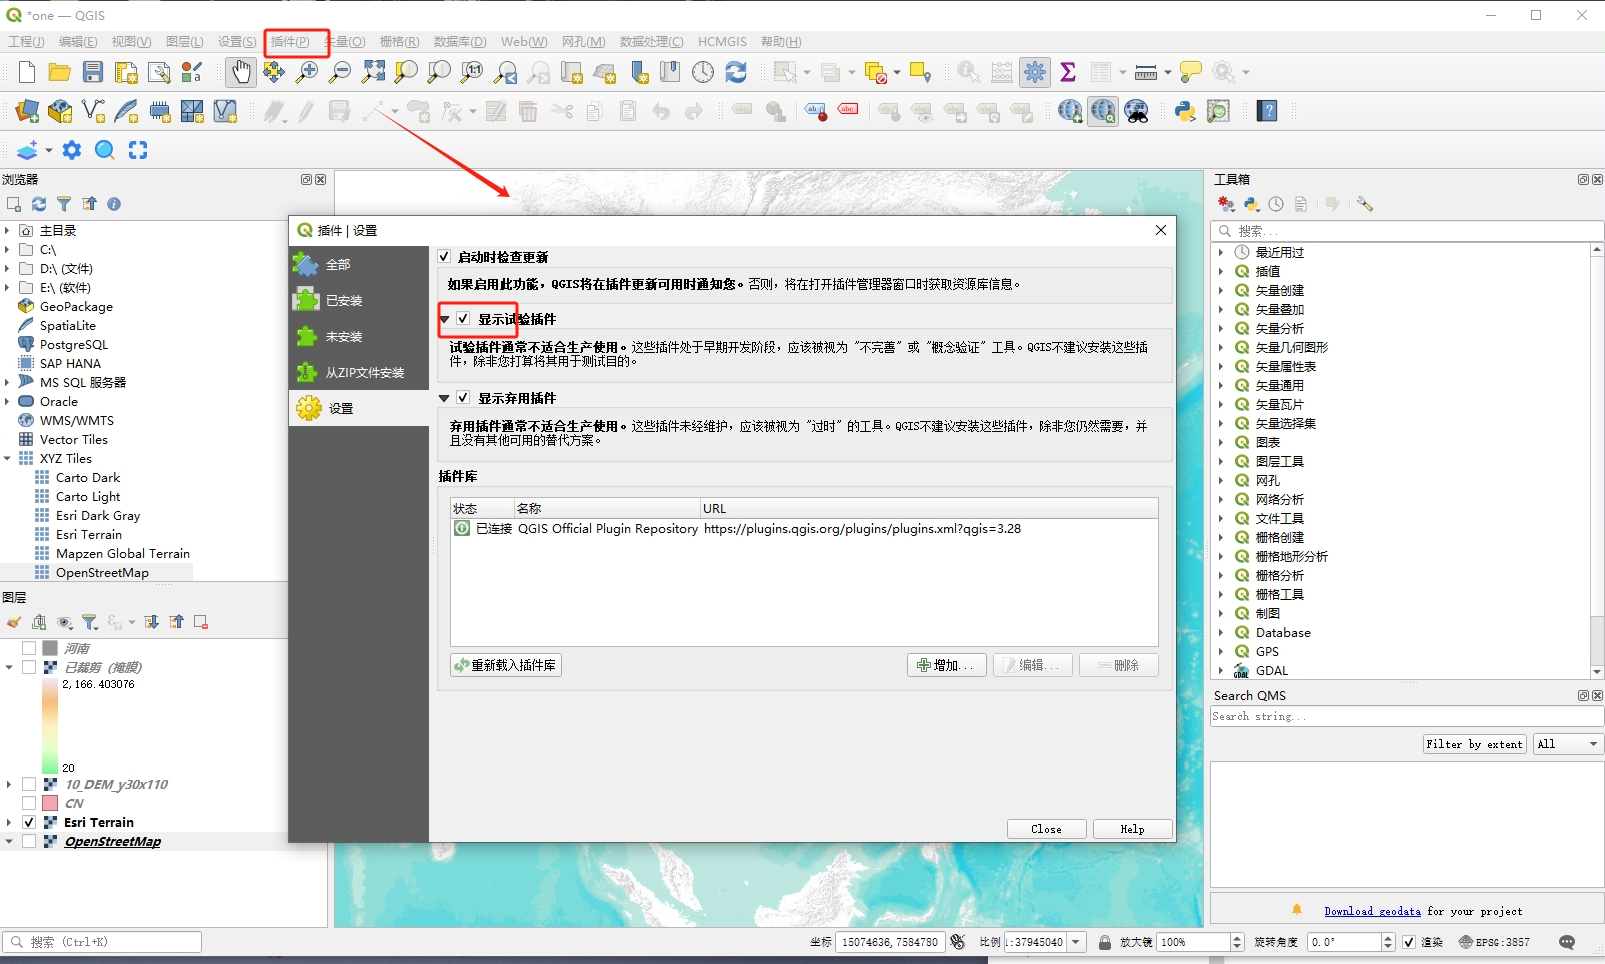 *one — QGIS
工程(J) 编辑(E) 视图(V) 图层(L) 设置(S) 插件(P) 矢量(O) 栅格(R) 数据库(D) Web(W) 网孔(M) 数据处理(C) HCMGIS 帮助(H)
浏览器
主目录
C:\
D:\ (文件)
E:\ (软件)
GeoPackage
SpatiaLite
PostgreSQL
SAP HANA
MS SQL 服务器
Oracle
WMS/WMTS
Vector Tiles
XYZ Tiles
Carto Dark
Carto Light
Esri Dark Gray
Esri Terrain
Mapzen Global Terrain
OpenStreetMap
图层
河南
已裁剪（掩膜）
2,166.403076
20
10_DEM_y30x110
CN
Esri Terrain
OpenStreetMap
插件 | 设置
全部
已安装
未安装
从ZIP文件安装
设置
启动时检查更新
如果启用此功能，QGIS将在插件更新可用时通知您。否则，将在打开插件管理器窗口时获取资源库信息。
显示试验插件
试验插件通常不适合生产使用。这些插件处于早期开发阶段，应该被视为 "不完善" 或 "概念验证" 工具。QGIS不建议安装这些插
件，除非您打算将其用于测试目的。
显示弃用插件
弃用插件通常不适合生产使用。这些插件未经维护，应该被视为 "过时" 的工具。QGIS不建议安装这些插件，除非您仍然需要，并
且没有其他可用的替代方案。
插件库
状态 名称 URL
已连接 QGIS Official Plugin Repository https://plugins.qgis.org/plugins/plugins.xml?qgis=3.28
重新载入插件库 增加... 编辑... 删除
Close Help
工具箱
搜索...
最近用过
插值
矢量创建
矢量叠加
矢量分析
矢量几何图形
矢量属性表
矢量通用
矢量瓦片
矢量选择集
图表
图层工具
网孔
网络分析
文件工具
栅格创建
栅格地形分析
栅格分析
栅格工具
制图
Database
GPS
GDAL
Search QMS
Search string...
Filter by extent All
Download geodata for your project
搜索 (Ctrl+K) 坐标 15074636,7584780 比例 1:37945040 放大镜 100% 旋转角度 0.0° 渲染 EPSG:3857